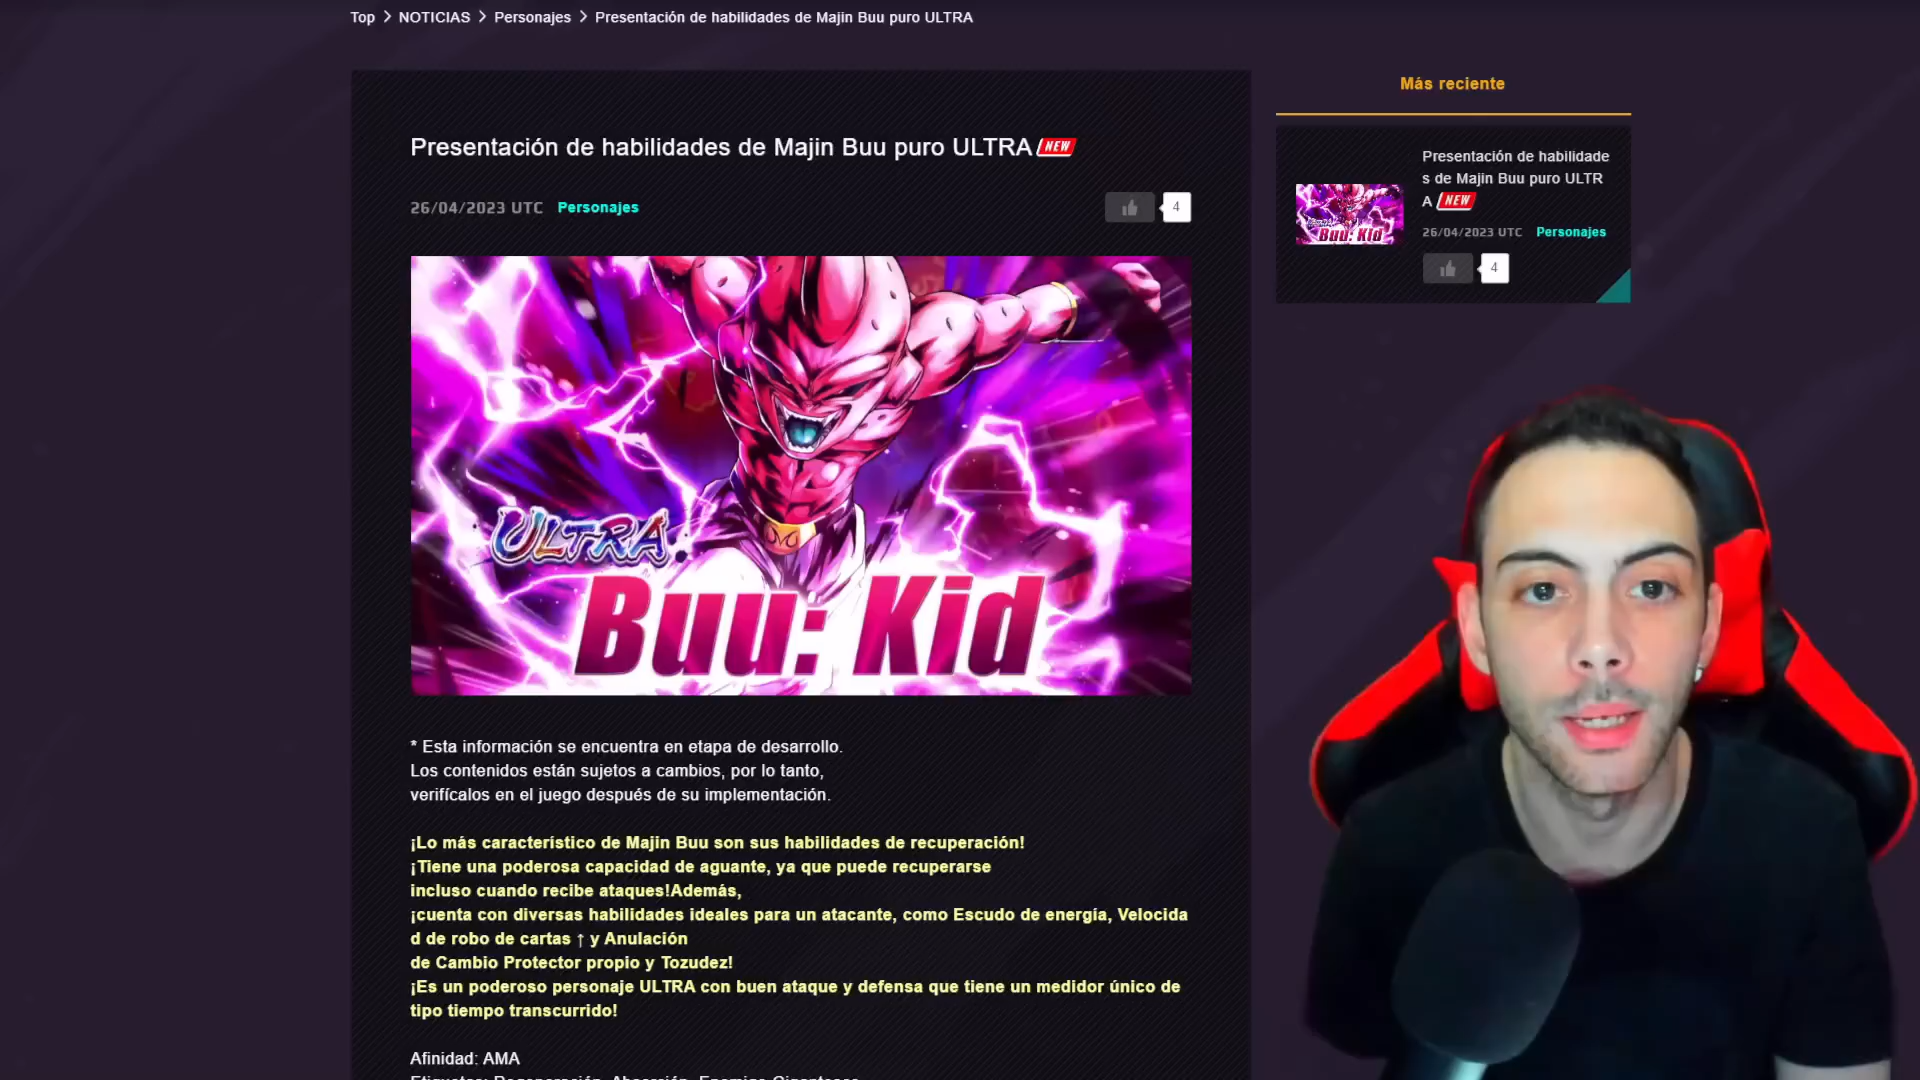 Top > NOTICIAS > Personajes > Presentación de habilidades de Majin Buu puro ULTRA
Presentación de habilidades de Majin Buu puro ULTRA NEW
26/04/2023 UTC Personajes
4
ULTRA
Buu: Kid
* Esta información se encuentra en etapa de desarrollo.
Los contenidos están sujetos a cambios, por lo tanto,
verifícalos en el juego después de su implementación.
¡Lo más característico de Majin Buu son sus habilidades de recuperación!
¡Tiene una poderosa capacidad de aguante, ya que puede recuperarse
incluso cuando recibe ataques!Además,
¡cuenta con diversas habilidades ideales para un atacante, como Escudo de energía, Velocida
d de robo de cartas ↑ y Anulación
de Cambio Protector propio y Tozudez!
¡Es un poderoso personaje ULTRA con buen ataque y defensa que tiene un medidor único de
tipo tiempo transcurrido!
Afinidad: AMA
Etiquetas: Regeneración, Absorción, Enemigo Gigantesco
Más reciente
Presentación de habilidade
s de Majin Buu puro ULTR
A NEW
Buu: Kid
26/04/2023 UTC Personajes
4